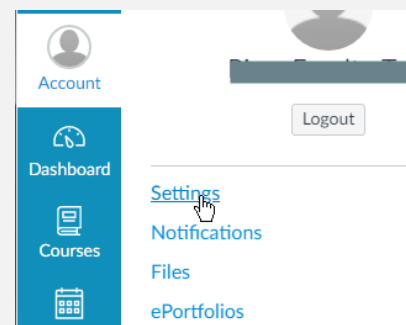 Account
Logout
Dashboard
Settings
Notifications
Courses
Files
ePortfolios